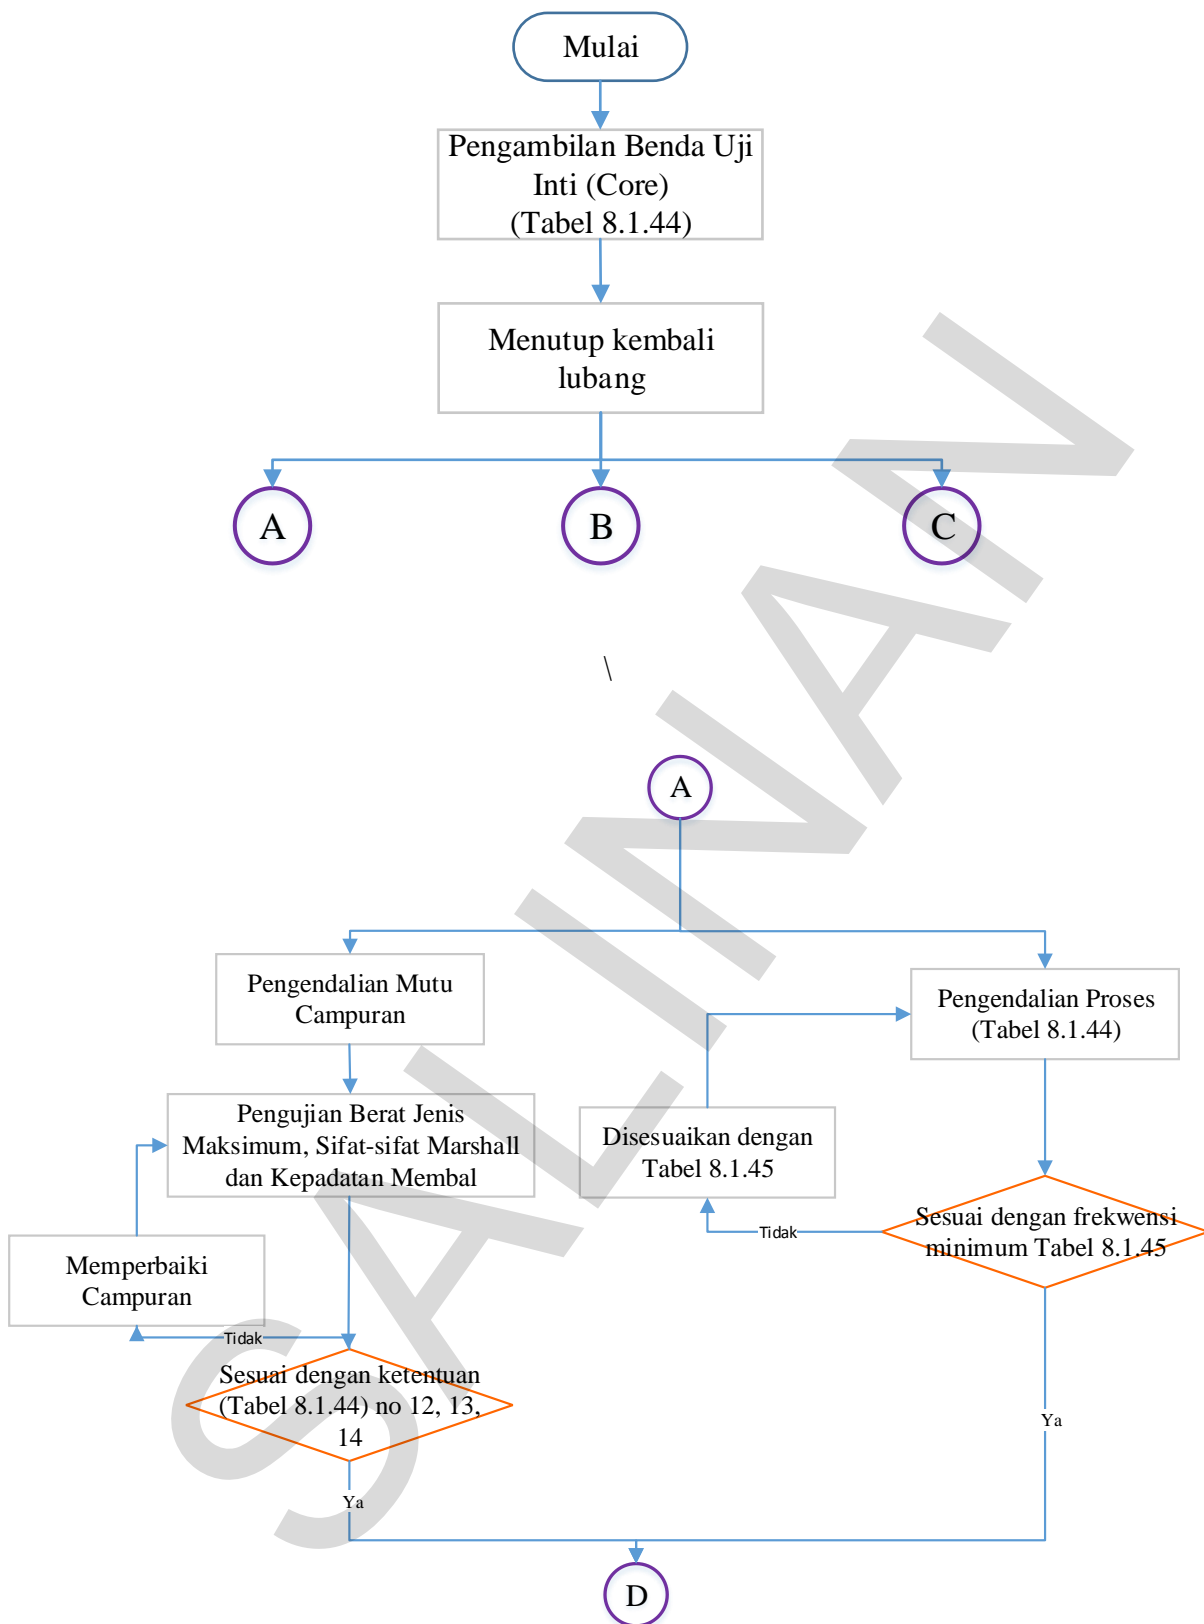 Mulai
Pengambilan Benda Uji
Inti (Core)
(Tabel 8.1.44)
Menutup kembali
lubang
A
B
C
\
A
Pengendalian Mutu
Campuran
Pengendalian Proses
(Tabel 8.1.44)
Pengujian Berat Jenis
Maksimum, Sifat-sifat Marshall
dan Kepadatan Membal
Disesuaikan dengan
Tabel 8.1.45
Sesuai dengan frekwensi
minimum Tabel 8.1.45
Tidak
Memperbaiki
Campuran
Tidak
Sesuai dengan ketentuan
(Tabel 8.1.44) no 12, 13,
14
Ya
Ya
D
SALINAN